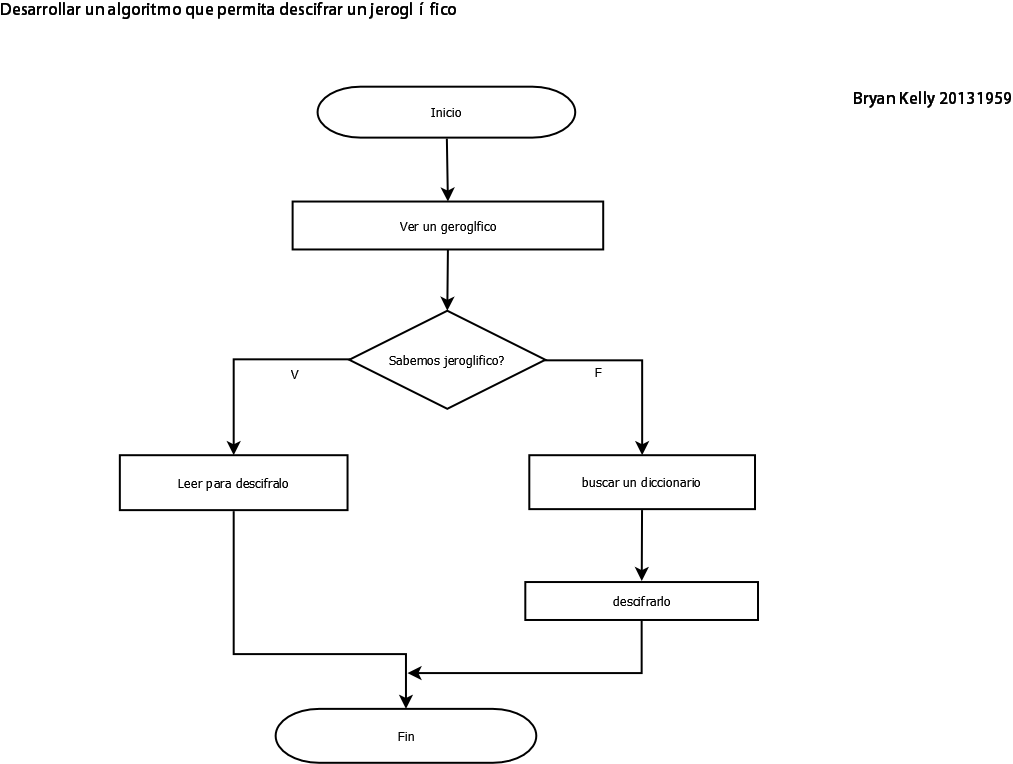 Desarrollar un algoritmo que permita descifrar un jerogl í fico
Bryan Kelly 20131959
Inicio
Ver un geroglfico
Sabemos jeroglifico?
V
F
Leer para descifralo
buscar un diccionario
descifrarlo
Fin